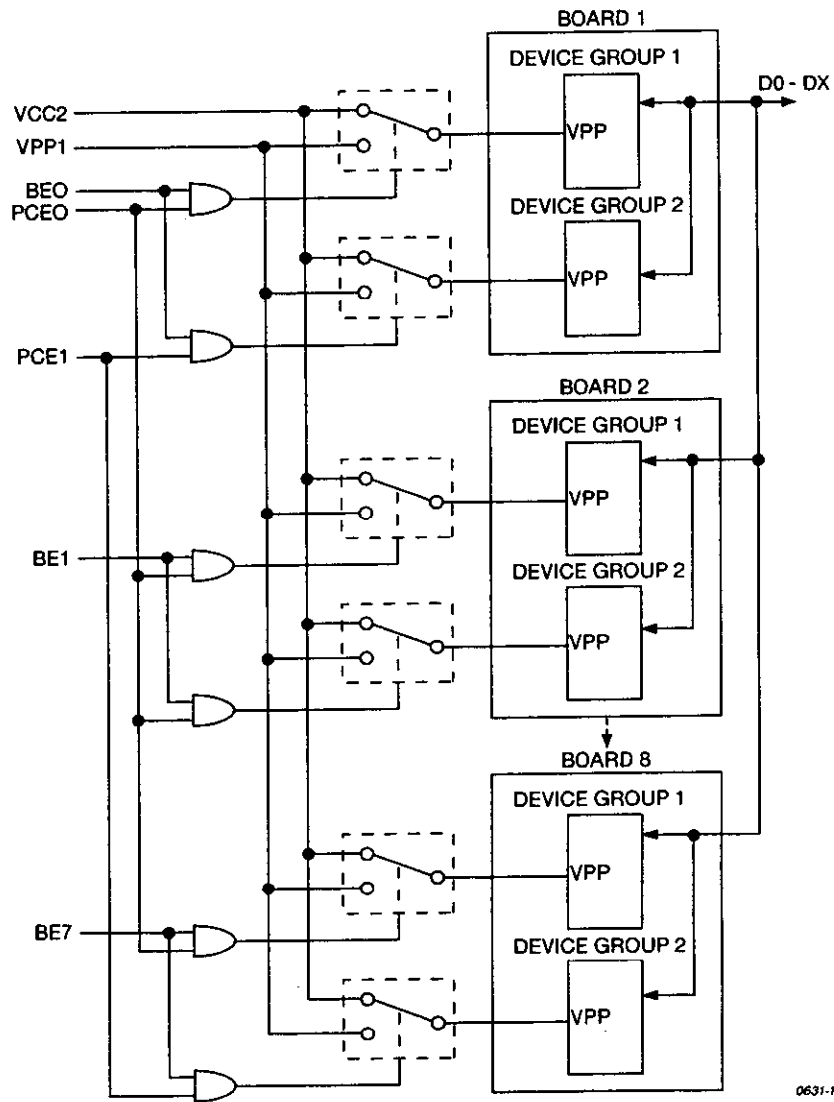 BOARD 1
DEVICE GROUP 1
D0 - DX
VCC2
VPP1
VPP
BEO
PCEO
DEVICE GROUP 2
VPP
PCE1
BOARD 2
DEVICE GROUP 1
VPP
BE1
DEVICE GROUP 2
VPP
BOARD 8
DEVICE GROUP 1
VPP
BE7
DEVICE GROUP 2
VPP
0631-1